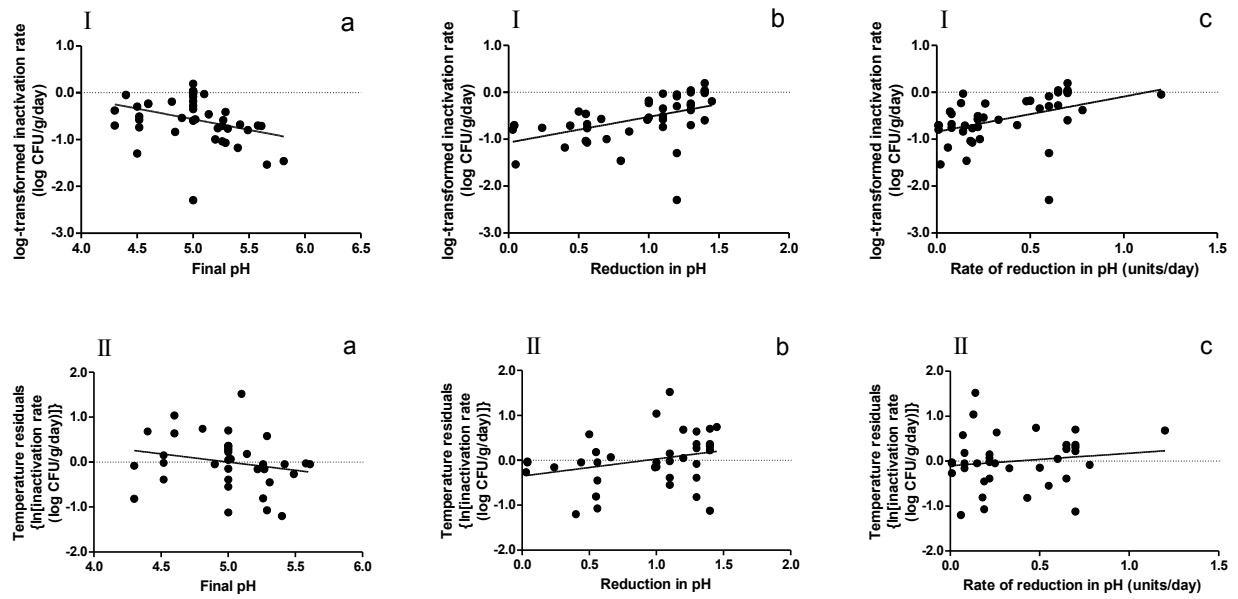 I a
log-transformed inactivation rate
(log CFU/g/day)
1.0
0.0
-1.0
-2.0
-3.0
4.0 4.5 5.0 5.5 6.0 6.5
Final pH
I b
log-transformed inactivation rate
(log CFU/g/day)
1.0
0.0
-1.0
-2.0
-3.0
0.0 0.5 1.0 1.5 2.0
Reduction in pH
I c
log-transformed inactivation rate
(log CFU/g/day)
1.0
0.0
-1.0
-2.0
-3.0
0.0 0.5 1.0 1.5
Rate of reduction in pH (units/day)
II a
Temperature residuals
{ln[inactivation rate
(log CFU/g/day)]}
2.0
1.0
0.0
-1.0
-2.0
4.0 4.5 5.0 5.5 6.0
Final pH
II b
Temperature residuals
{ln[inactivation rate
(log CFU/g/day)]}
2.0
1.0
0.0
-1.0
-2.0
0.0 0.5 1.0 1.5 2.0
Reduction in pH
II c
Temperature residuals
{ln[inactivation rate
(log CFU/g/day)]}
2.0
1.0
0.0
-1.0
-2.0
0.0 0.5 1.0 1.5
Rate of reduction in pH (units/day)